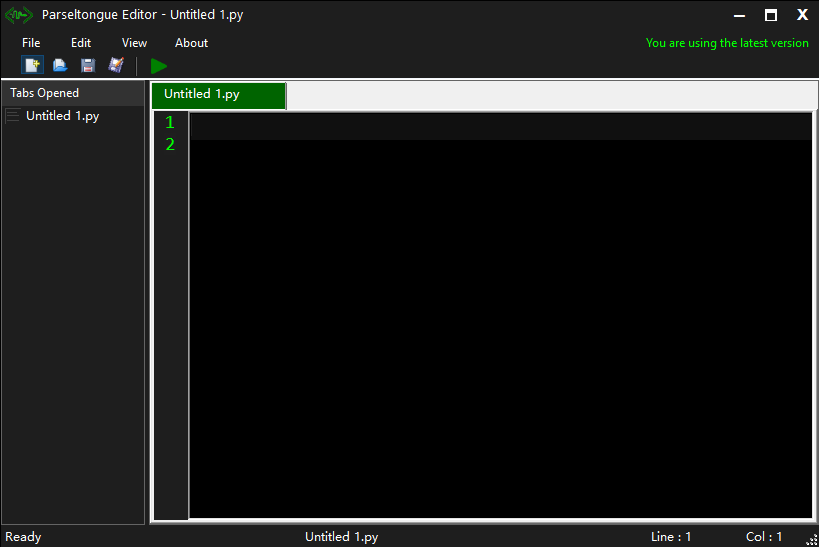 Parseltongue Editor - Untitled 1.py
File Edit View About You are using the latest version
Tabs Opened
Untitled 1.py
Untitled 1.py
1
2
Ready Untitled 1.py Line : 1 Col : 1